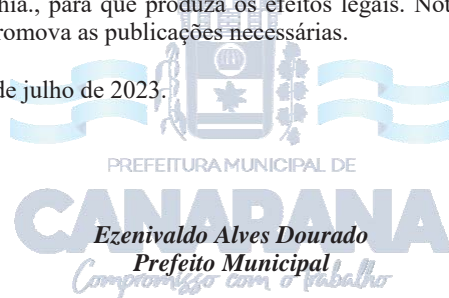 hia., para que produza os efeitos legais. Not
romova as publicações necessárias.
de julho de 2023.
PREFEITURA MUNICIPAL DE
CANARANA
Ezenivaldo Alves Dourado
Prefeito Municipal
Compromisso com o trabalho